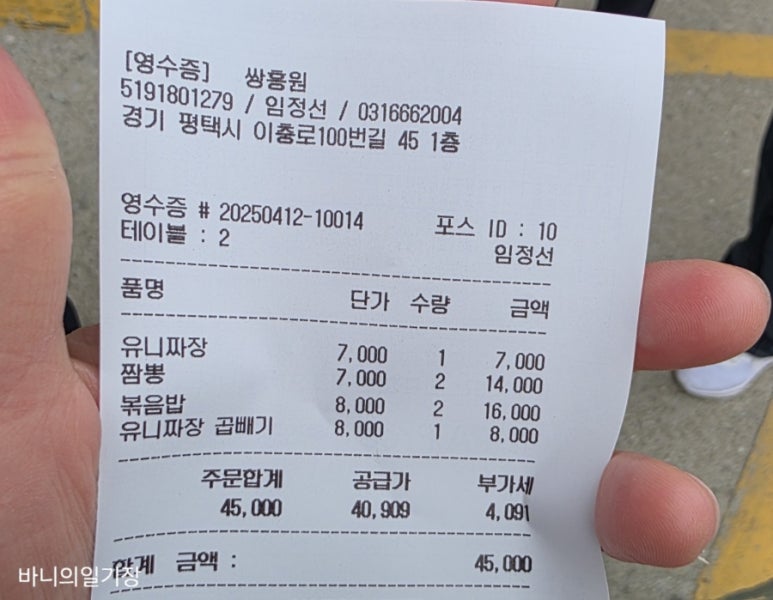 [영수증] 쌍흥원
5191801279 / 임정선 / 0316662004
경기 평택시 이충로100번길 45 1층
영수증 # 20250412-10014 포스 ID : 10
테이블 : 2 임정선
품명 단가 수량 금액
유니짜장 7,000 1 7,000
짬뽕 7,000 2 14,000
볶음밥 8,000 2 16,000
유니짜장 곱빼기 8,000 1 8,000
주문합계 공급가 부가세
45,000 40,909 4,091
합계 금액 : 45,000
바니의일기장